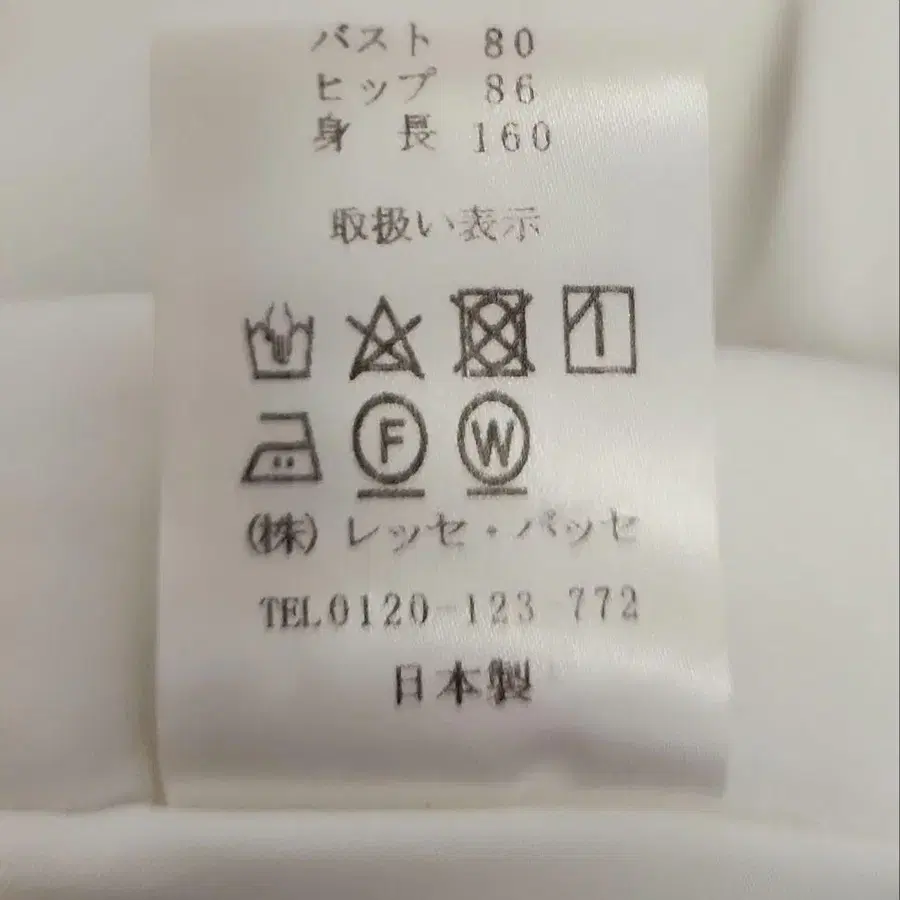 バスト 80
ヒップ 86
身 長 160
取扱い表示
F W
(株) レッセ・パッセ
TEL0120-123-772
日本製